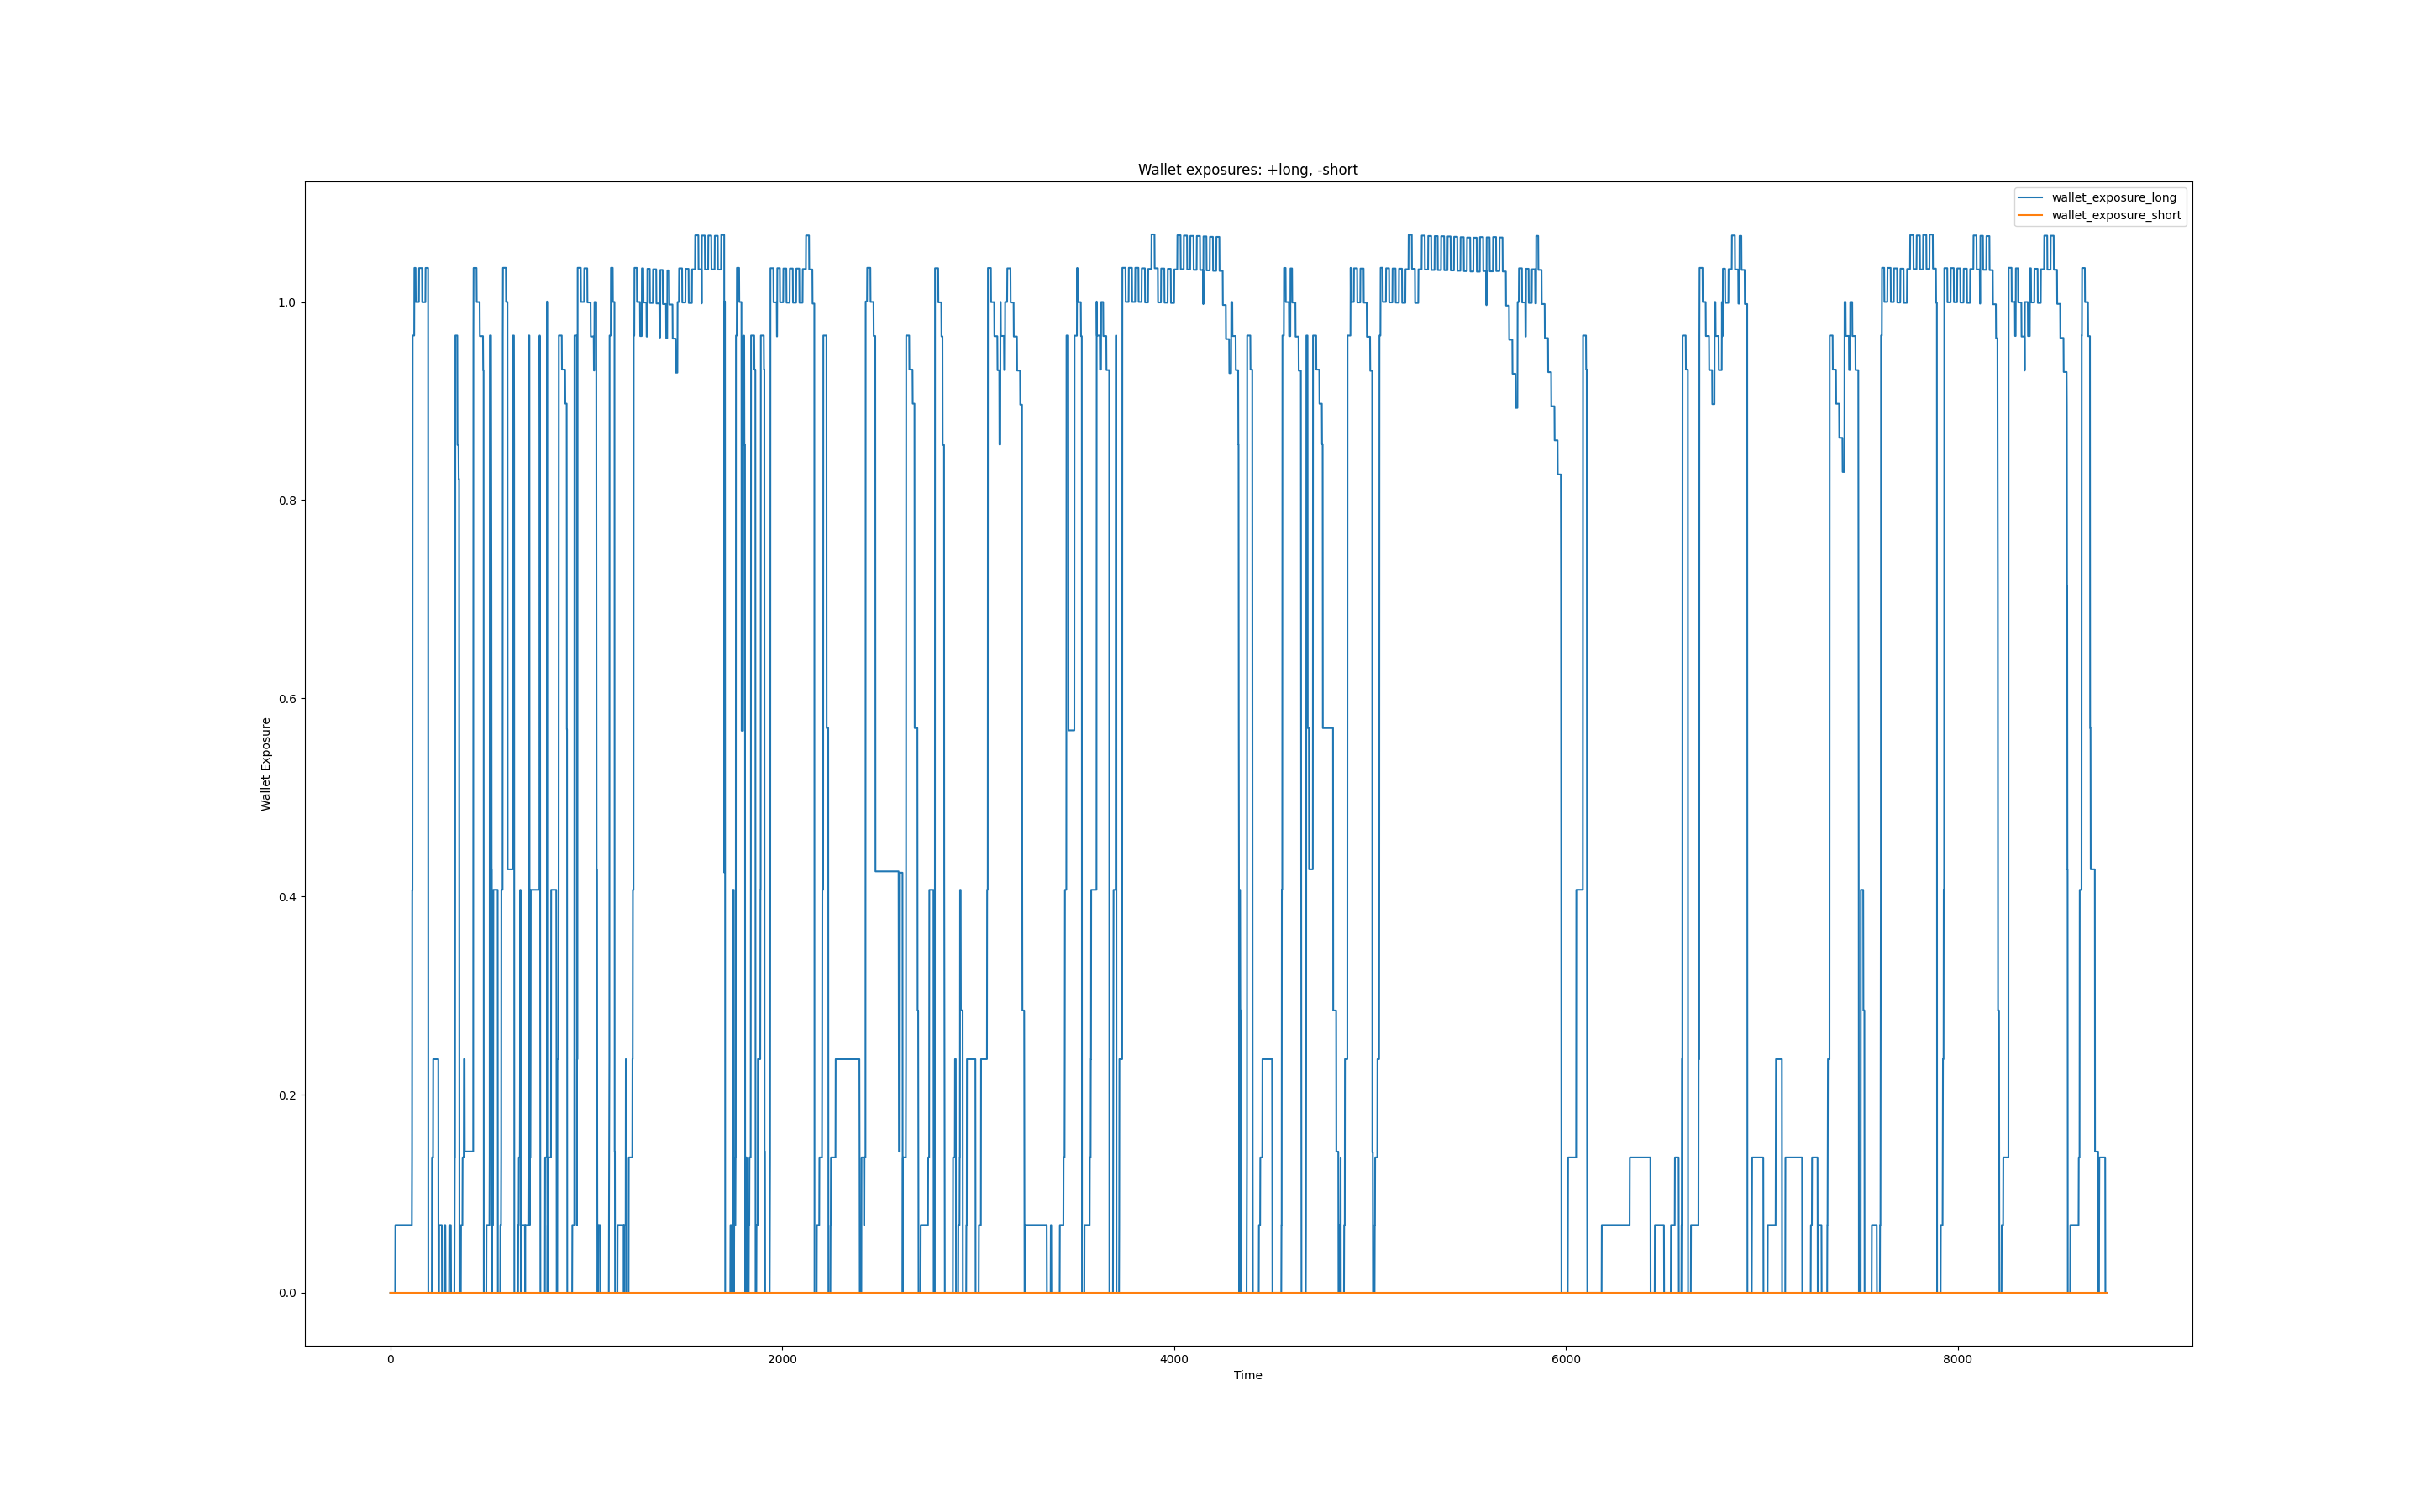 Wallet exposures: +long, -short
wallet_exposure_long
wallet_exposure_short
1.0
0.8
0.6
0.4
0.2
0.0
Wallet Exposure
0 2000 4000 6000 8000
Time